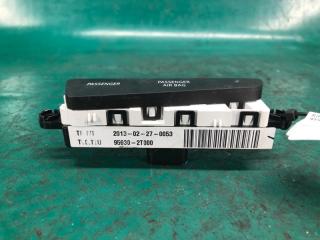 PASSENGER
PASSENGER
AIR BAG
2013-02-27-0053
95930-2T000